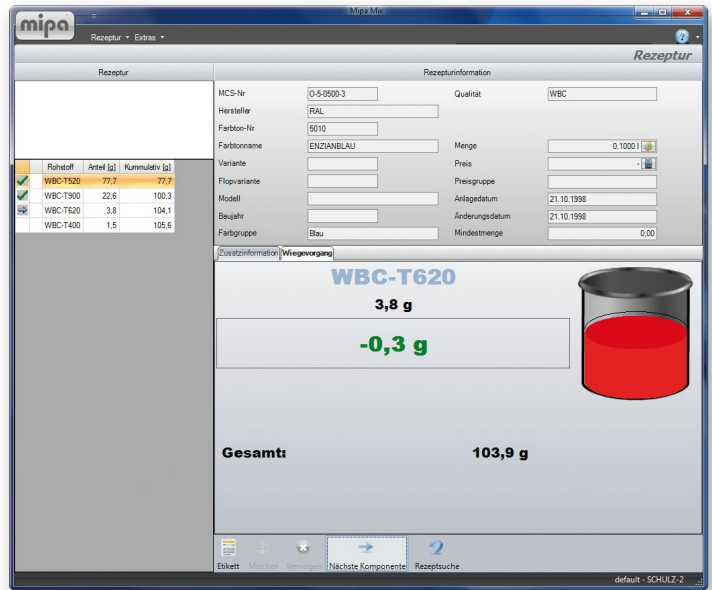 Mipa Mix
mipa
Rezeptur Extras
?
Rezeptur
Rezeptur
Rezepturinformation
MCS-Nr O-5-0500-3 Qualität WBC
Hersteller RAL
Farbton-Nr 5010
Farbtonname ENZIANBLAU Menge 0,1000 l
Variante Preis -
Flopvariante Preisgruppe
Modell Anlagedatum 21.10.1998
Baujahr Änderungsdatum 21.10.1998
Farbgruppe Blau Mindestmenge 0,00
Rohstoff Anteil [g] Kummulativ [g]
WBC-T520 77,7 77,7
WBC-T900 22,6 100,3
WBC-T620 3,8 104,1
WBC-T400 1,5 105,6
Zusatzinformation Wiegevorgang
WBC-T620
3,8 g
-0,3 g
Gesamt: 103,9 g
Etikett Mischen Verwogen Nächste Komponente Rezeptsuche
default - SCHULZ-2